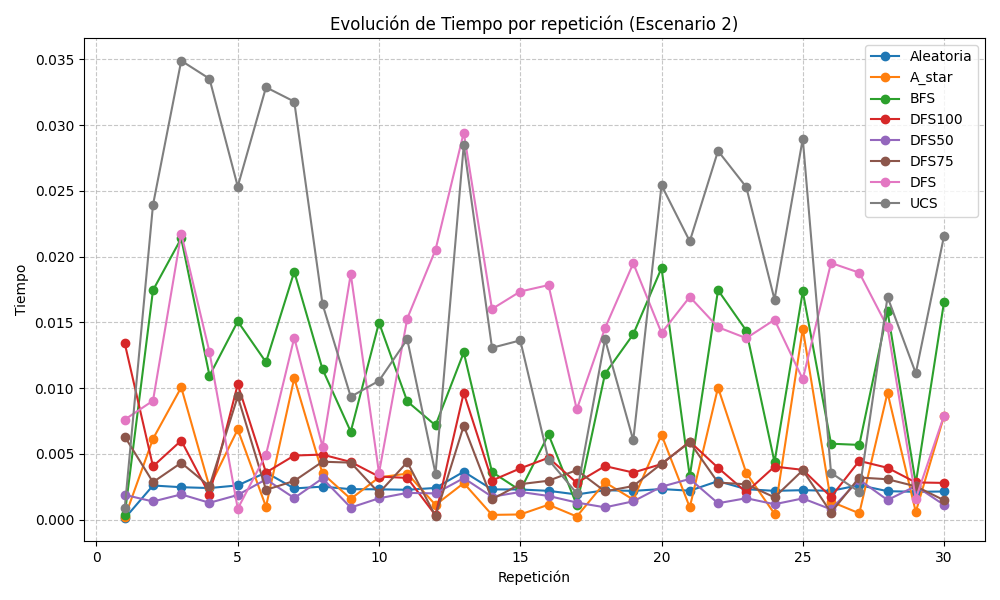 Evolución de Tiempo por repetición (Escenario 2)
Aleatoria
A_star
BFS
DFS100
DFS50
DFS75
DFS
UCS
0.035
0.030
0.025
0.020
0.015
0.010
0.005
0.000
Tiempo
0 5 10 15 20 25 30
Repetición